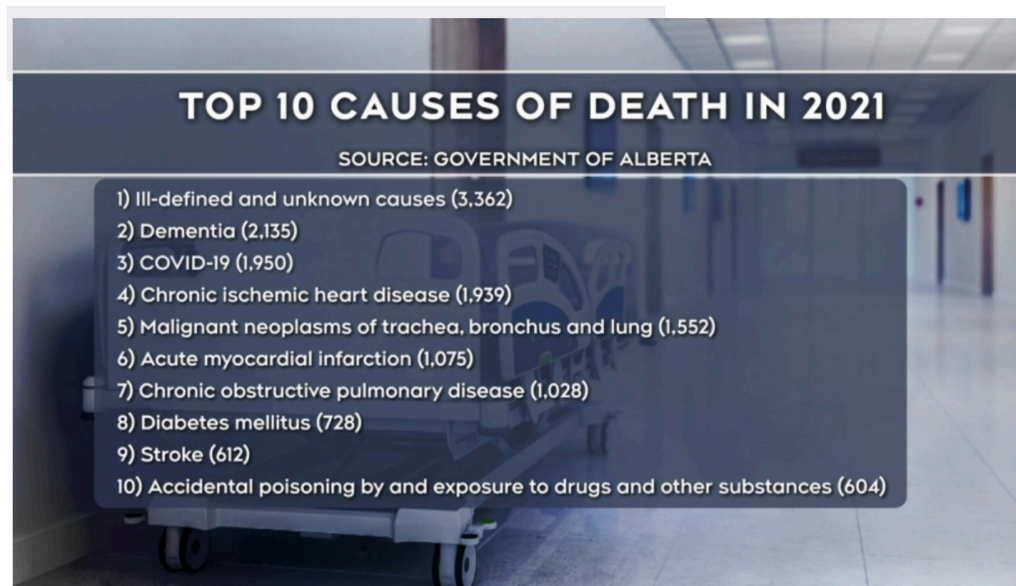 TOP 10 CAUSES OF DEATH IN 2021
SOURCE: GOVERNMENT OF ALBERTA
1) Ill-defined and unknown causes (3,362)
2) Dementia (2,135)
3) COVID-19 (1,950)
4) Chronic ischemic heart disease (1,939)
5) Malignant neoplasms of trachea, bronchus and lung (1,552)
6) Acute myocardial infarction (1,075)
7) Chronic obstructive pulmonary disease (1,028)
8) Diabetes mellitus (728)
9) Stroke (612)
10) Accidental poisoning by and exposure to drugs and other substances (604)